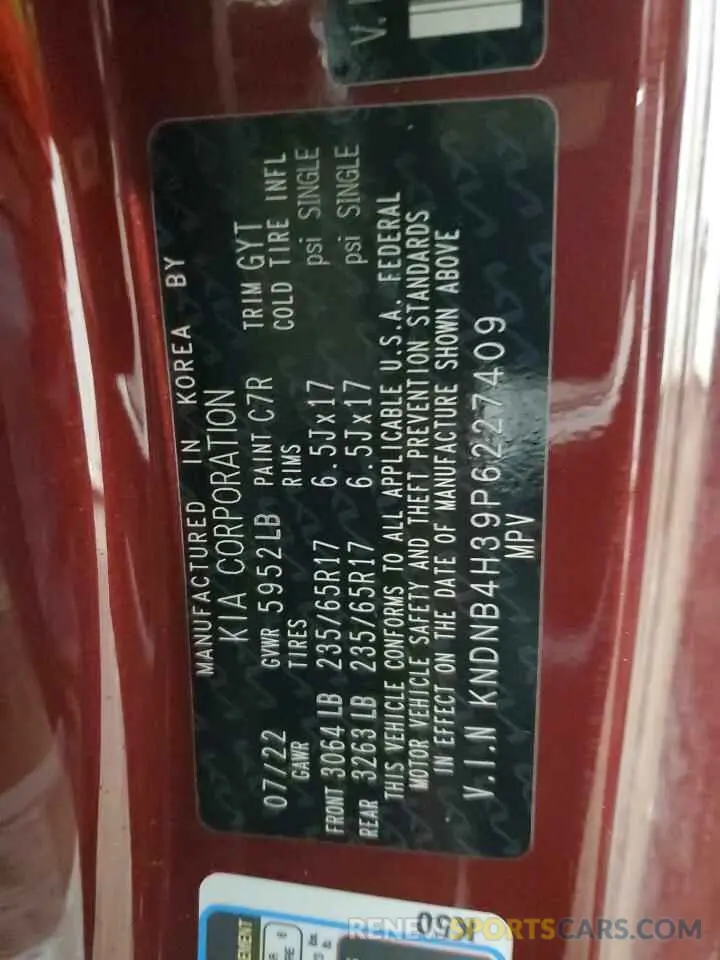 MANUFACTURED IN KOREA BY
KIA CORPORATION
07/22 GVWR 5952LB PAINT C7R TRIM GYT
GAWR TIRES RIMS COLD TIRE INFL
FRONT 3064LB 235/65R17 6.5Jx17 psi SINGLE
REAR 3263LB 235/65R17 6.5Jx17 psi SINGLE
THIS VEHICLE CONFORMS TO ALL APPLICABLE U.S.A. FEDERAL
MOTOR VEHICLE SAFETY AND THEFT PREVENTION STANDARDS
IN EFFECT ON THE DATE OF MANUFACTURE SHOWN ABOVE
V.I.N KNDNB4H39P6227409
MPV
RENEWSPORTSCARS.COM